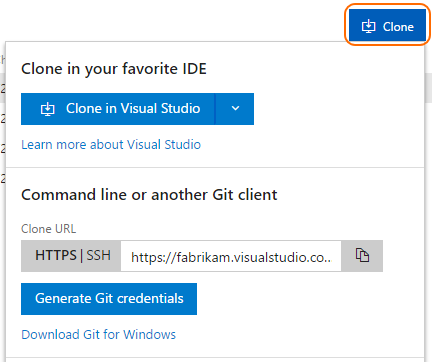 Clone
Clone in your favorite IDE
Clone in Visual Studio
Learn more about Visual Studio
Command line or another Git client
Clone URL
HTTPS | SSH https://fabrikam.visualstudio.co..
Generate Git credentials
Download Git for Windows